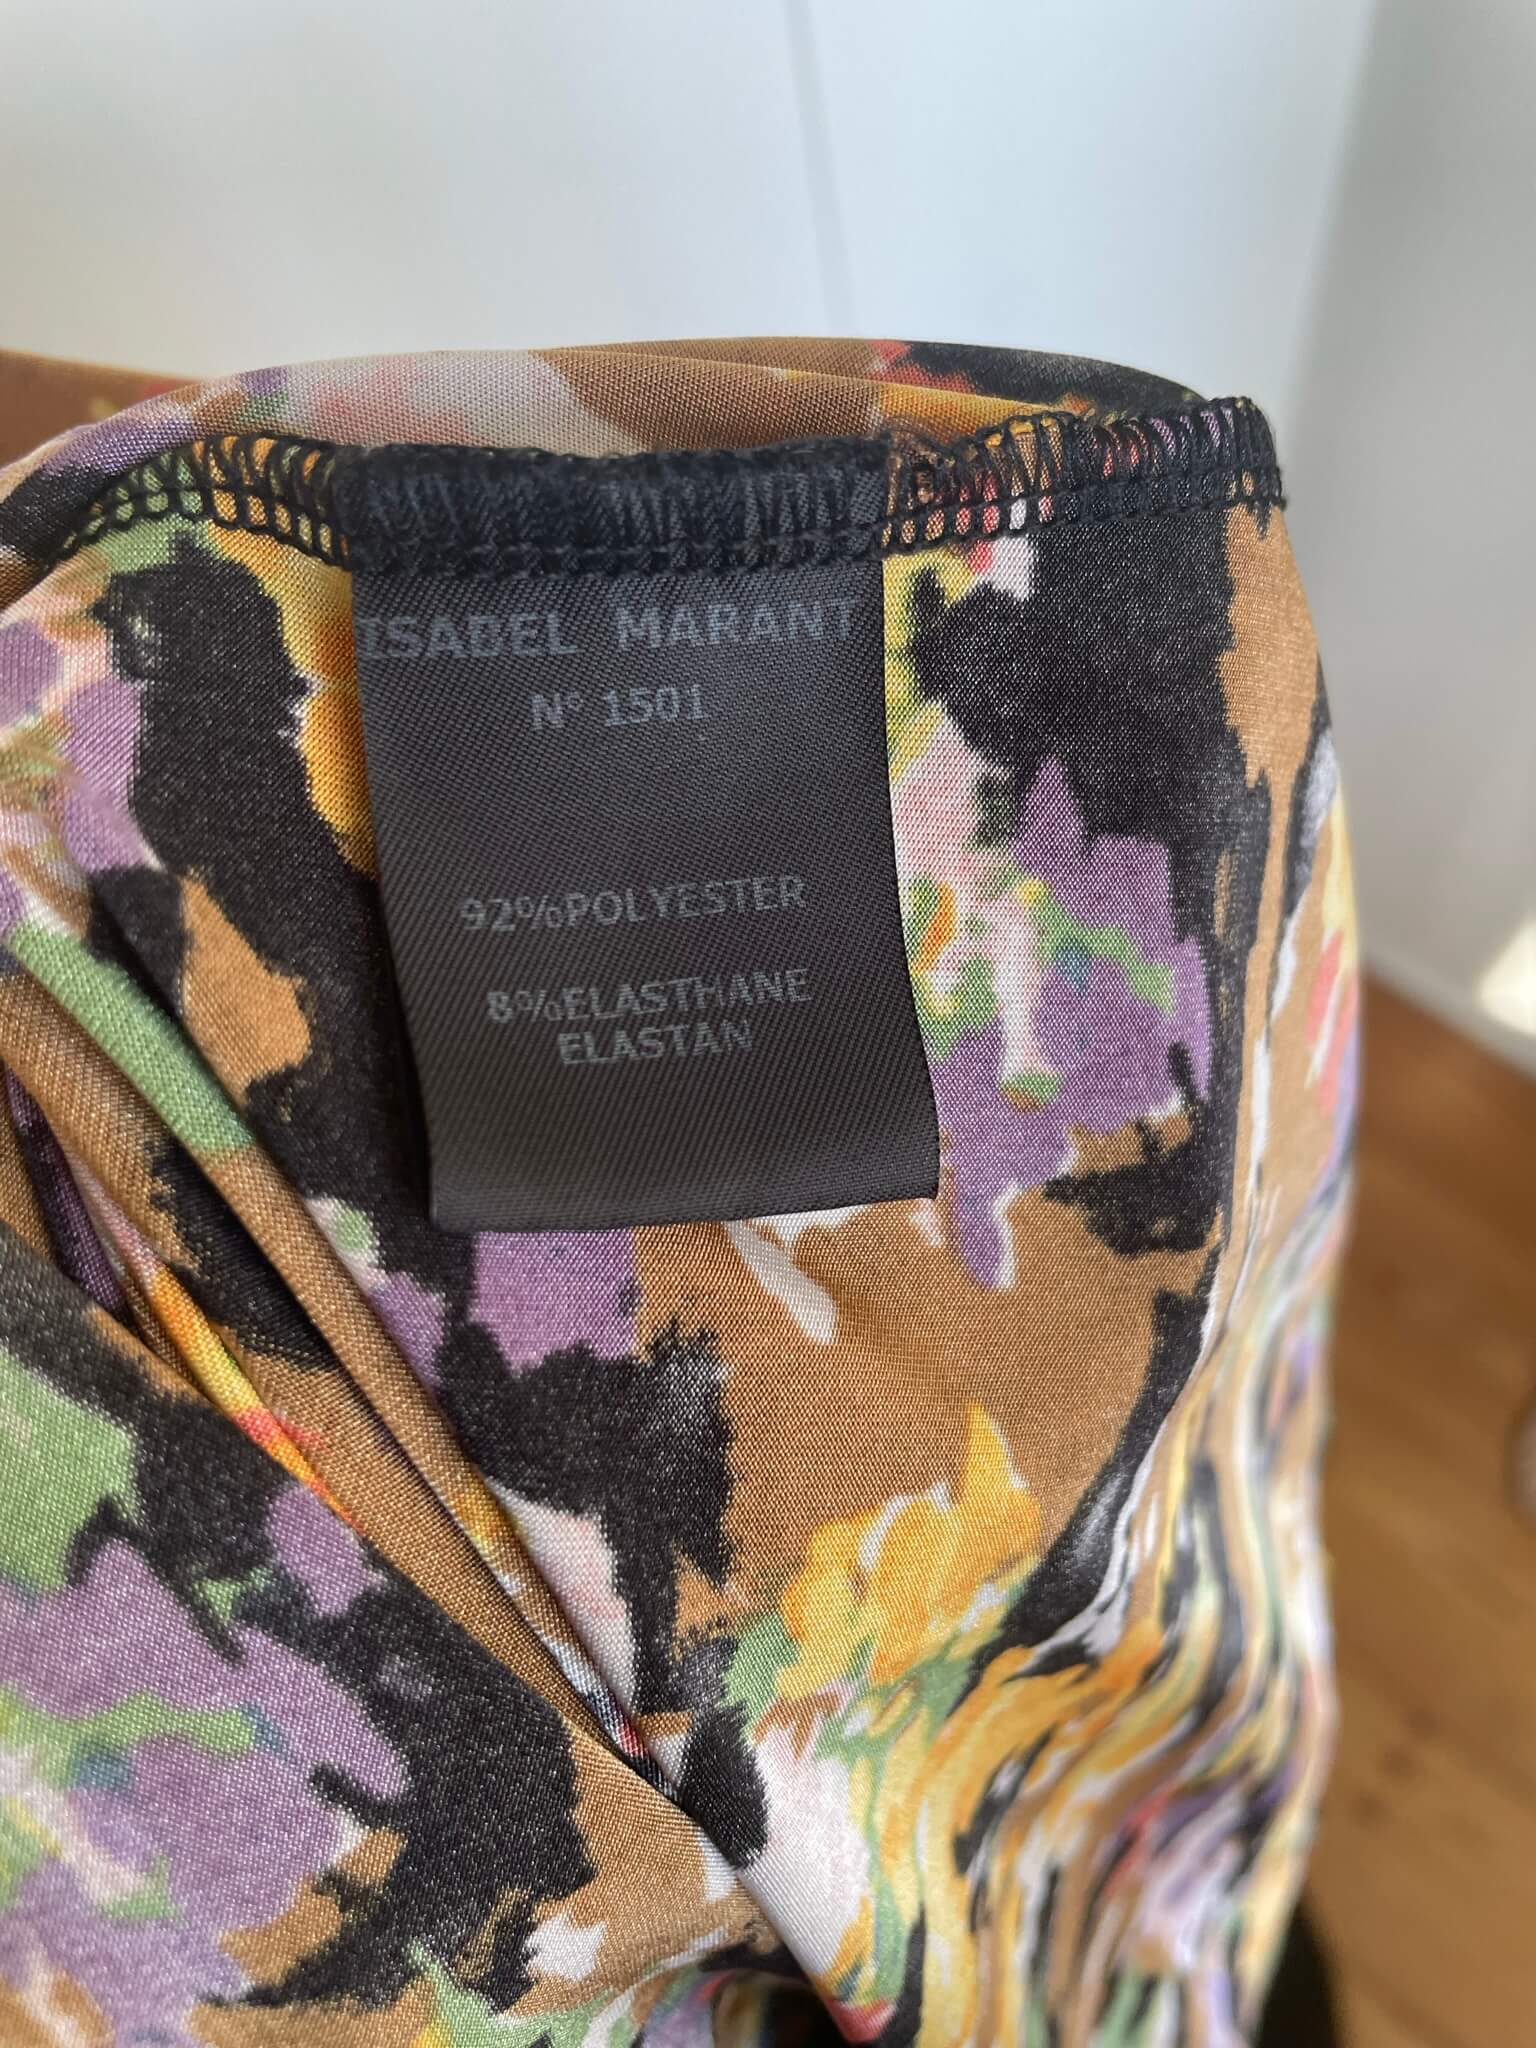 ISABEL MARANT
N° 1501
92%POLYESTER
8%ELASTHANE
ELASTAN